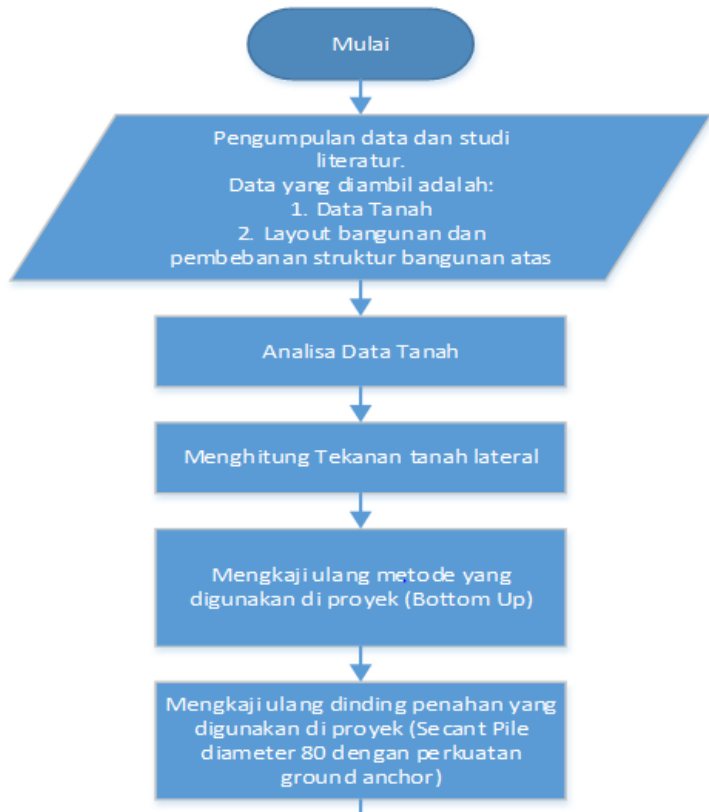 Mulai
Pengumpulan data dan studi
literatur.
Data yang diambil adalah:
1. Data Tanah
2. Layout bangunan dan
pembebanan struktur bangunan atas
Analisa Data Tanah
Menghitung Tekanan tanah lateral
Mengkaji ulang metode yang
digunakan di proyek (Bottom Up)
Mengkaji ulang dinding penahan yang
digunakan di proyek (Secant Pile
diameter 80 dengan perkuatan
ground anchor)